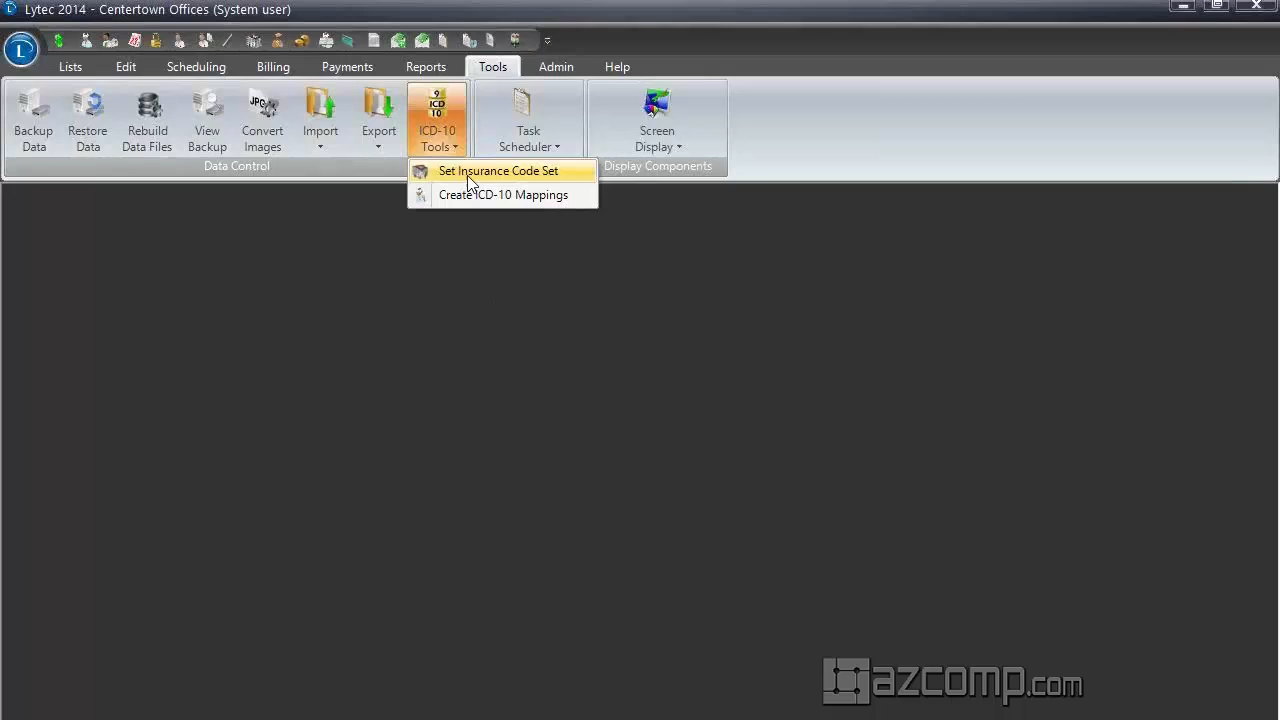 Lytec 2014 - Centertown Offices (System user)
L
Lists Edit Scheduling Billing Payments Reports Tools Admin Help
Backup Data
Restore Data
Rebuild Data Files
View Backup
JPG
Convert Images
Import
Export
9 ICD 10
ICD-10 Tools
Task Scheduler
Screen Display
Data Control
Display Components
Set Insurance Code Set
Create ICD-10 Mappings
azcomp.com